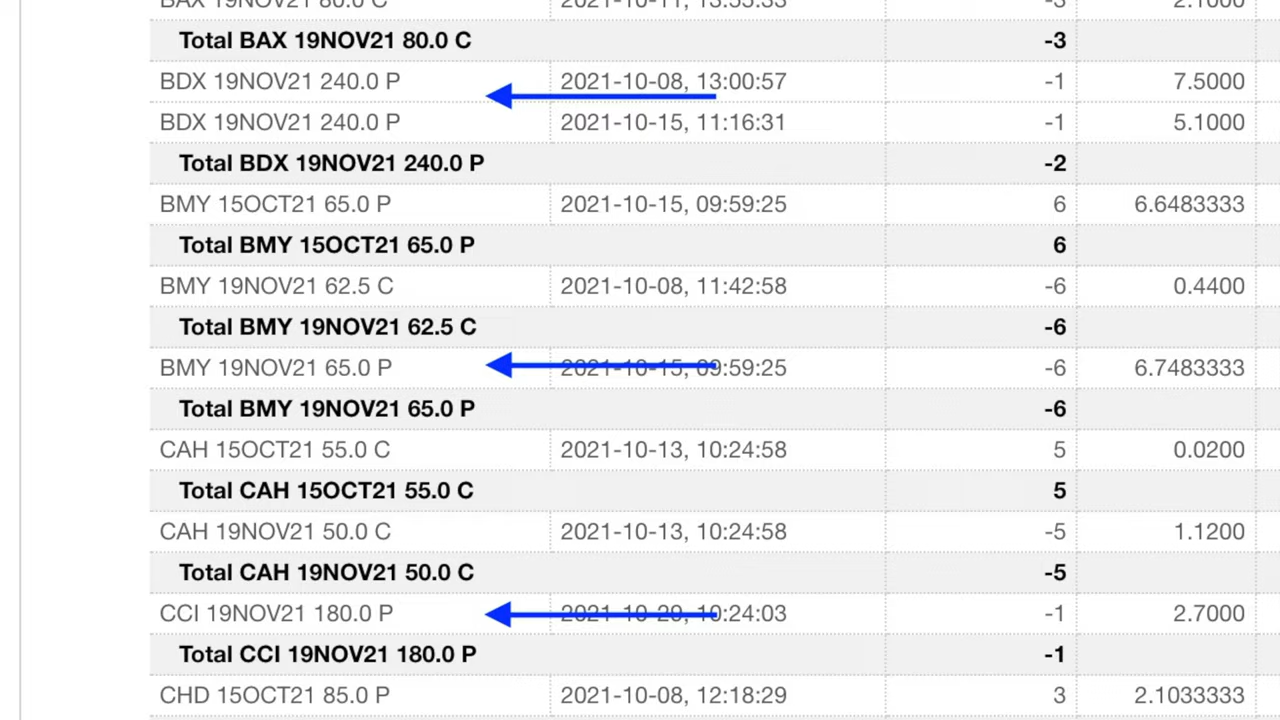 BAX 19NOV21 80.0 C 2021-10-11, 13:55:33 -3 2.1000
Total BAX 19NOV21 80.0 C -3
BDX 19NOV21 240.0 P 2021-10-08, 13:00:57 -1 7.5000
BDX 19NOV21 240.0 P 2021-10-15, 11:16:31 -1 5.1000
Total BDX 19NOV21 240.0 P -2
BMY 15OCT21 65.0 P 2021-10-15, 09:59:25 6 6.6483333
Total BMY 15OCT21 65.0 P 6
BMY 19NOV21 62.5 C 2021-10-08, 11:42:58 -6 0.4400
Total BMY 19NOV21 62.5 C -6
BMY 19NOV21 65.0 P 2021-10-15, 09:59:25 -6 6.7483333
Total BMY 19NOV21 65.0 P -6
CAH 15OCT21 55.0 C 2021-10-13, 10:24:58 5 0.0200
Total CAH 15OCT21 55.0 C 5
CAH 19NOV21 50.0 C 2021-10-13, 10:24:58 -5 1.1200
Total CAH 19NOV21 50.0 C -5
CCI 19NOV21 180.0 P 2021-10-29, 10:24:03 -1 2.7000
Total CCI 19NOV21 180.0 P -1
CHD 15OCT21 85.0 P 2021-10-08, 12:18:29 3 2.1033333